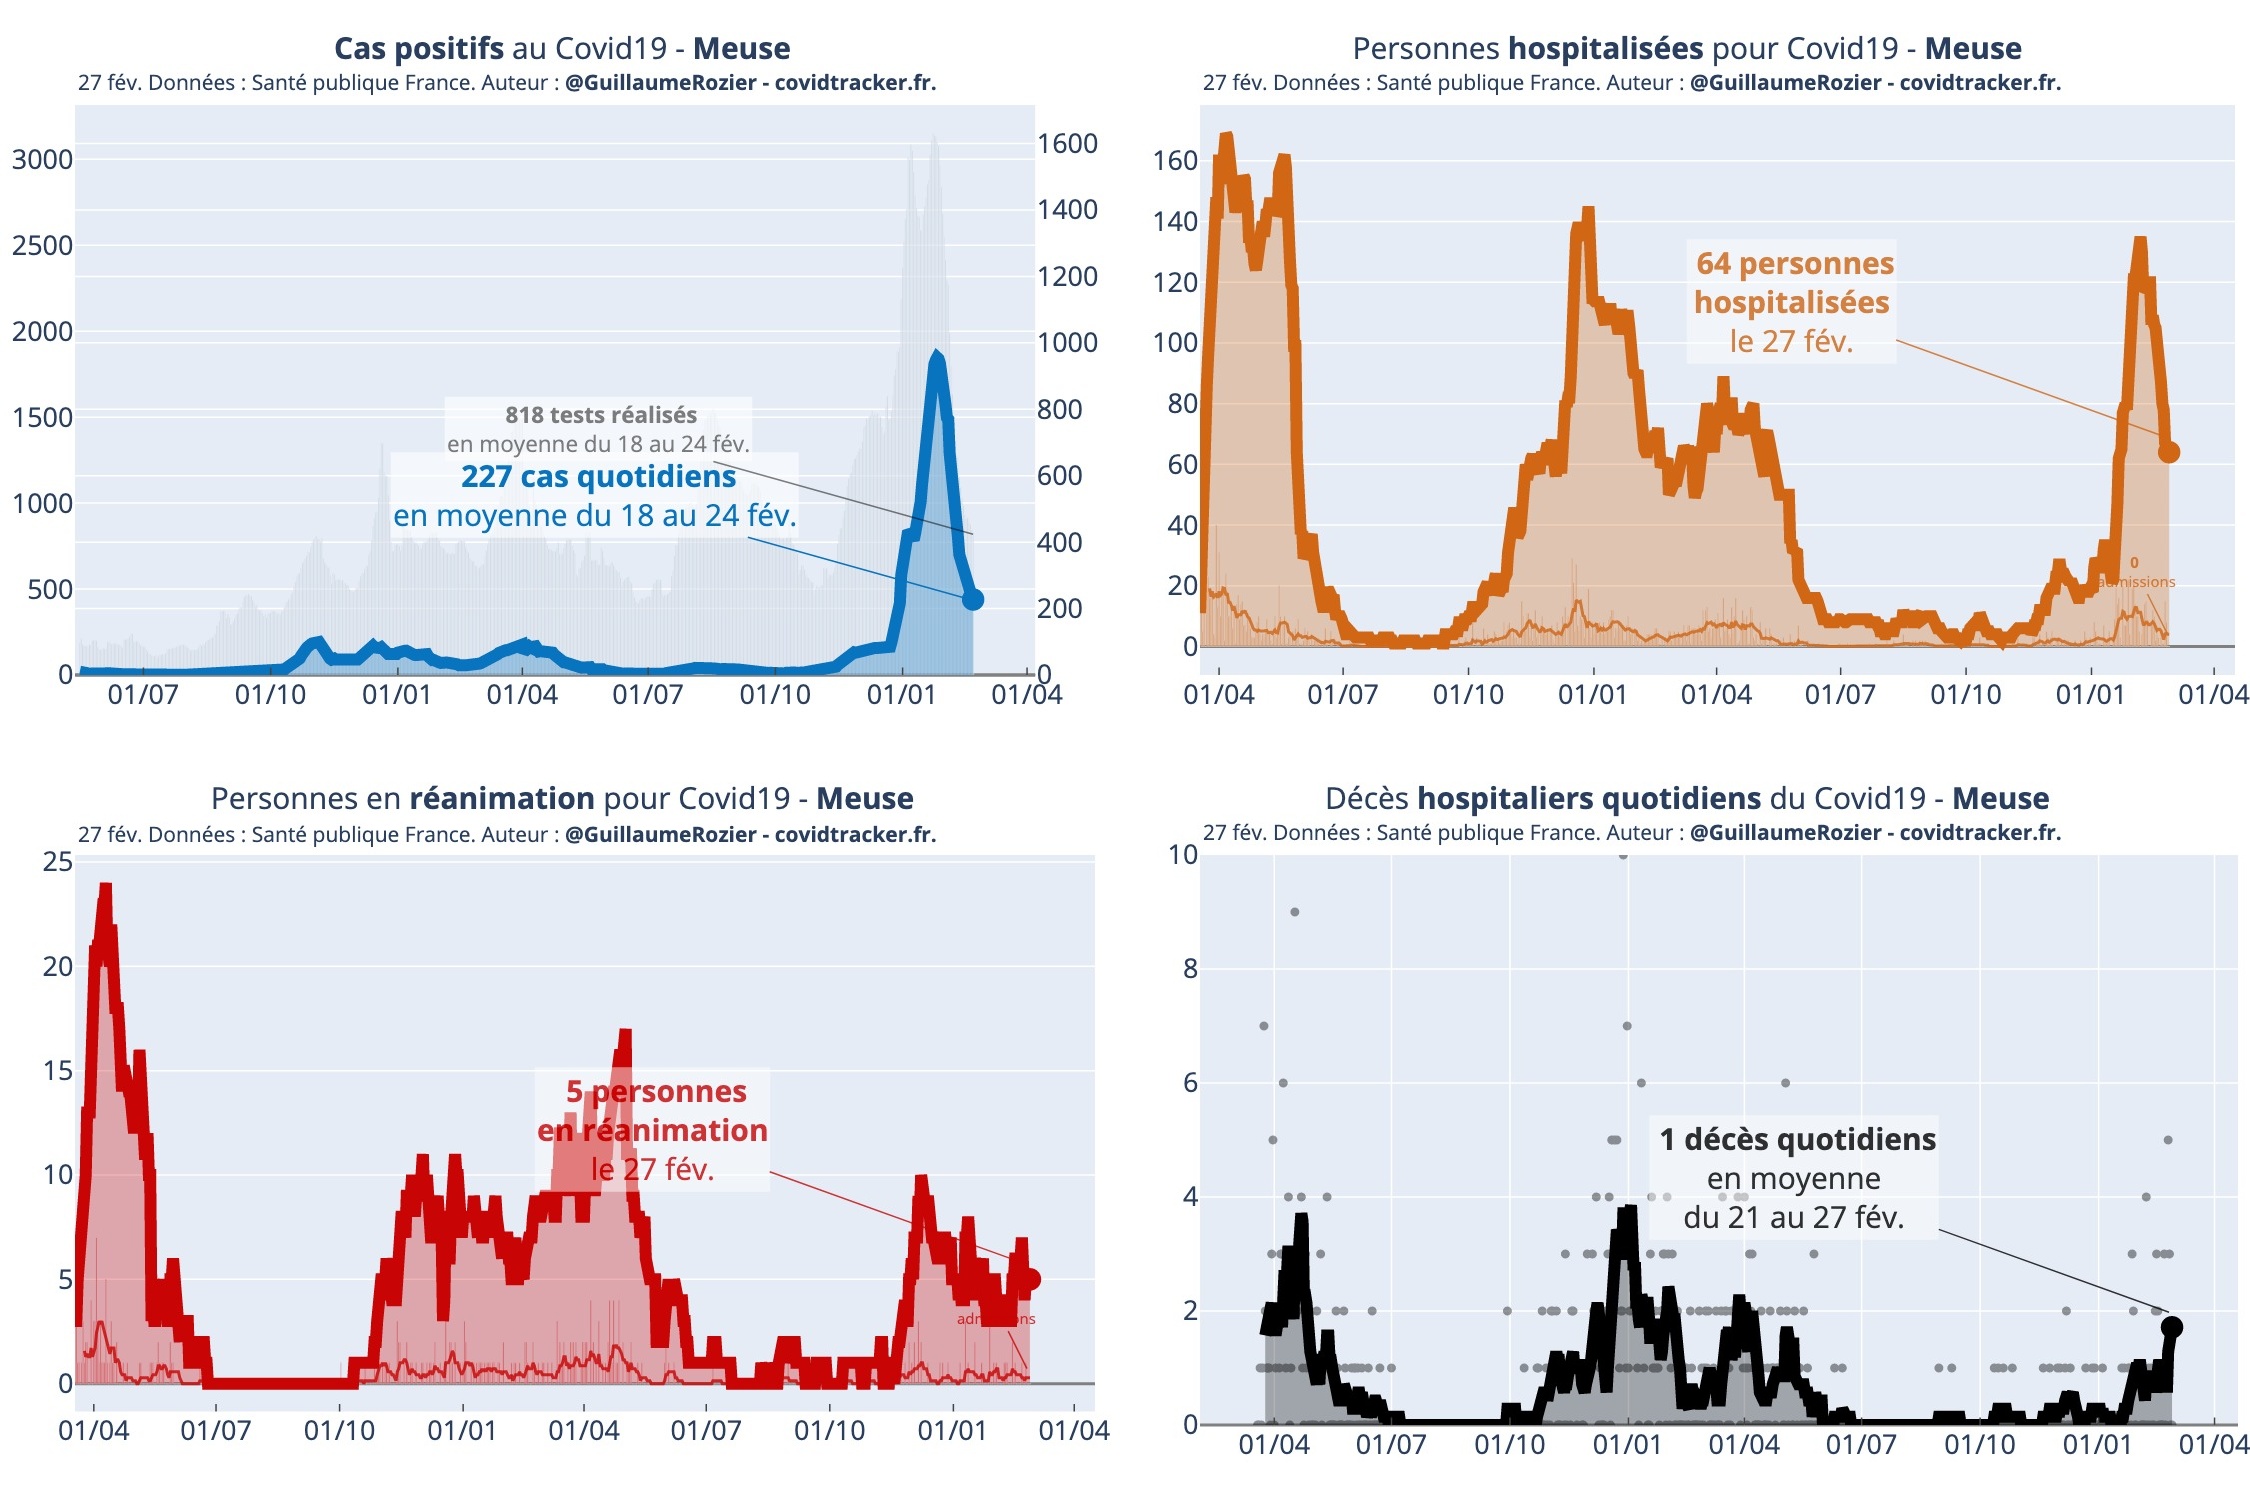 Cas positifs au Covid19 - Meuse
27 fév. Données : Santé publique France. Auteur : @GuillaumeRozier - covidtracker.fr.
3000
2500
2000
1500
1000
500
0
1600
1400
1200
1000
800
600
400
200
0
818 tests réalisés
en moyenne du 18 au 24 fév.
227 cas quotidiens
en moyenne du 18 au 24 fév.
01/07 01/10 01/01 01/04 01/07 01/10 01/01 01/04
Personnes hospitalisées pour Covid19 - Meuse
27 fév. Données : Santé publique France. Auteur : @GuillaumeRozier - covidtracker.fr.
160
140
120
100
80
60
40
20
0
64 personnes
hospitalisées
le 27 fév.
0
admissions
01/04 01/07 01/10 01/01 01/04 01/07 01/10 01/01 01/04
Personnes en réanimation pour Covid19 - Meuse
27 fév. Données : Santé publique France. Auteur : @GuillaumeRozier - covidtracker.fr.
25
20
15
10
5
0
5 personnes
en réanimation
le 27 fév.
admissions
01/04 01/07 01/10 01/01 01/04 01/07 01/10 01/01 01/04
Décès hospitaliers quotidiens du Covid19 - Meuse
27 fév. Données : Santé publique France. Auteur : @GuillaumeRozier - covidtracker.fr.
10
8
6
4
2
0
1 décès quotidiens
en moyenne
du 21 au 27 fév.
01/04 01/07 01/10 01/01 01/04 01/07 01/10 01/01 01/04